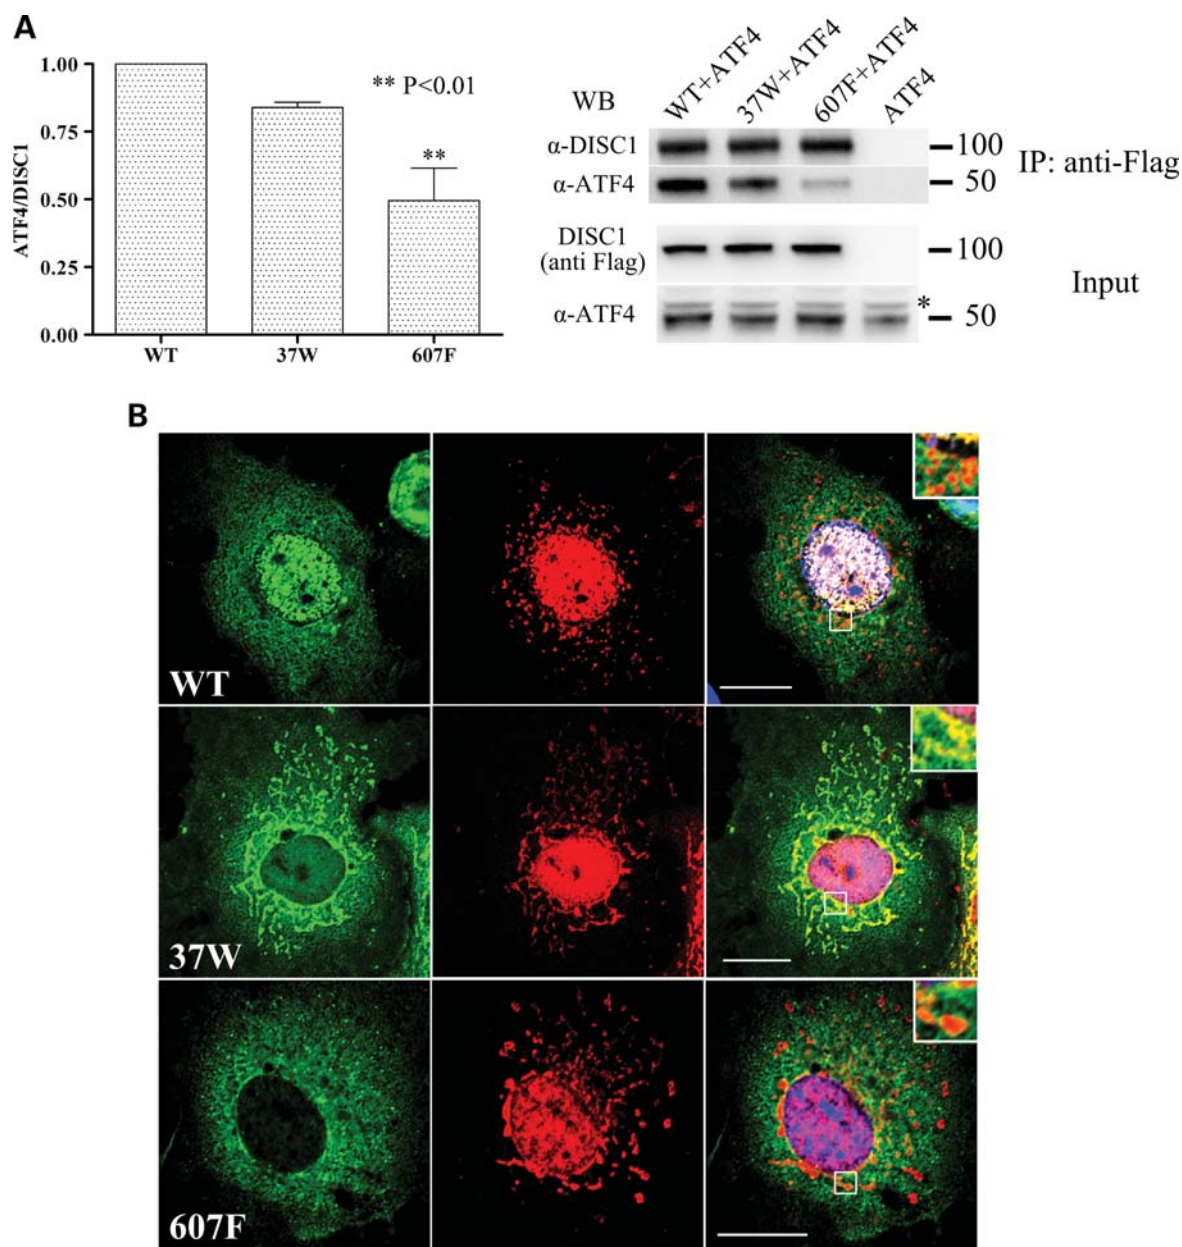 A
1.00
0.75
0.50
0.25
0.00
ATF4/DISC1
** P<0.01
**
WT
37W
607F
WB
WT+ATF4
37W+ATF4
607F+ATF4
ATF4
α-DISC1
100
IP: anti-Flag
α-ATF4
50
DISC1
(anti Flag)
100
Input
α-ATF4
*
50
B
WT
37W
607F